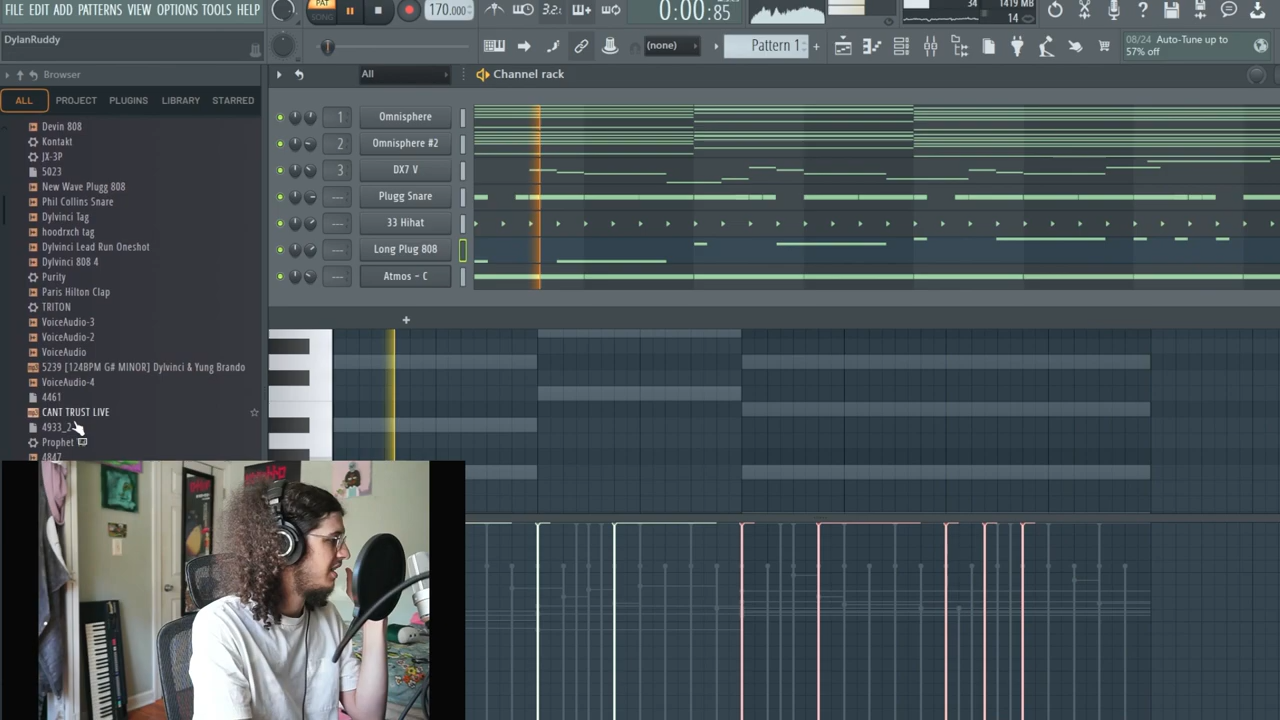 FILE EDIT ADD PATTERNS VIEW OPTIONS TOOLS HELP
PAT
SONG
170.000
3.2
0:00:85
34
1419 MB
14
DylanRuddy
(none)
Pattern 1
+
08/24 Auto-Tune up to
57% off
Browser
All
Channel rack
ALL
PROJECT
PLUGINS
LIBRARY
STARRED
Devin 808
Kontakt
JX-3P
5023
New Wave Plugg 808
Phil Collins Snare
Dylvinci Tag
hoodrxch tag
Dylvinci Lead Run Oneshot
Dylvinci 808 4
Purity
Paris Hilton Clap
TRITON
VoiceAudio-3
VoiceAudio-2
VoiceAudio
5239 [124BPM G# MINOR] Dylvinci & Yung Brando
VoiceAudio-4
4461
CANT TRUST LIVE
4933_2
Prophet
4847
1 Omnisphere
2 Omnisphere #2
3 DX7 V
--- Plugg Snare
--- 33 Hihat
--- Long Plug 808
--- Atmos - C
+